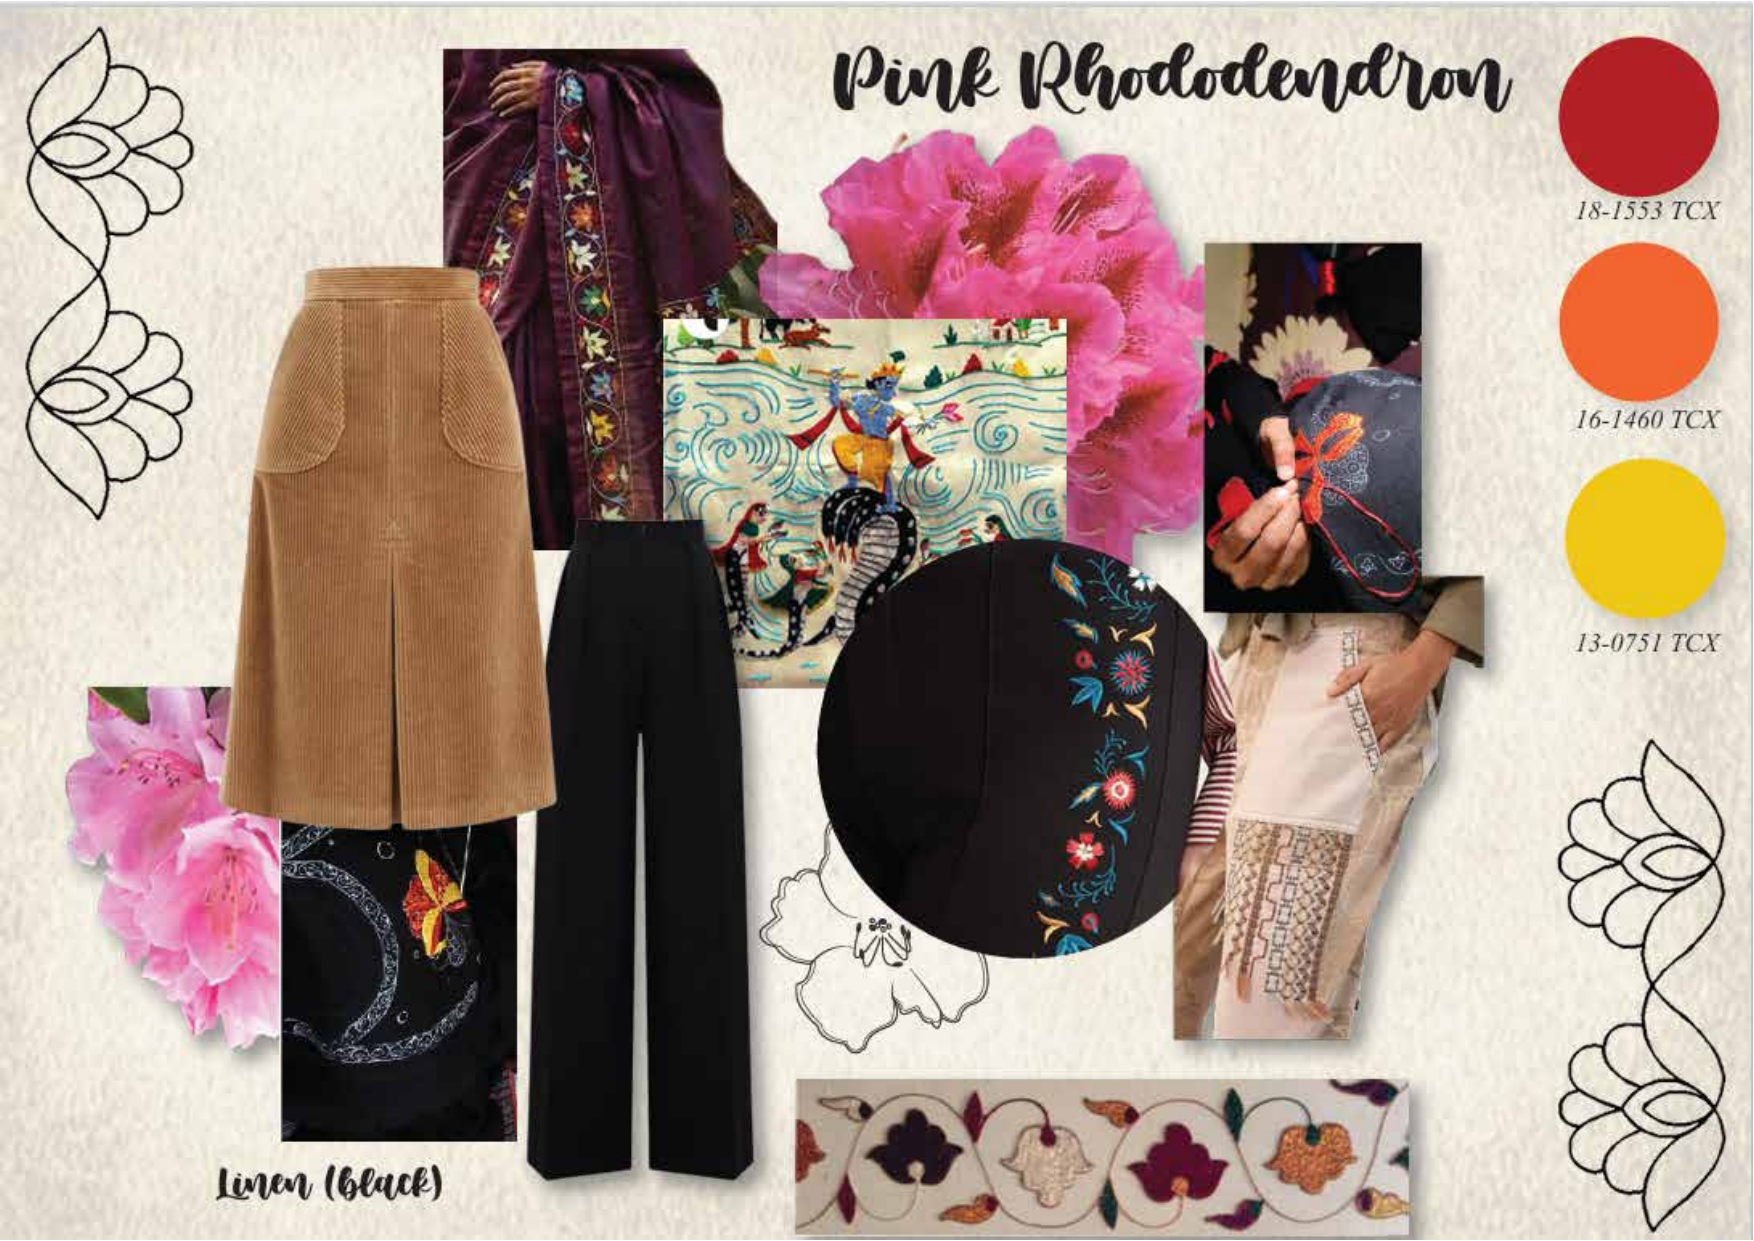 Pink Rhododendron
18-1553 TCX
16-1460 TCX
13-0751 TCX
Linen (black)